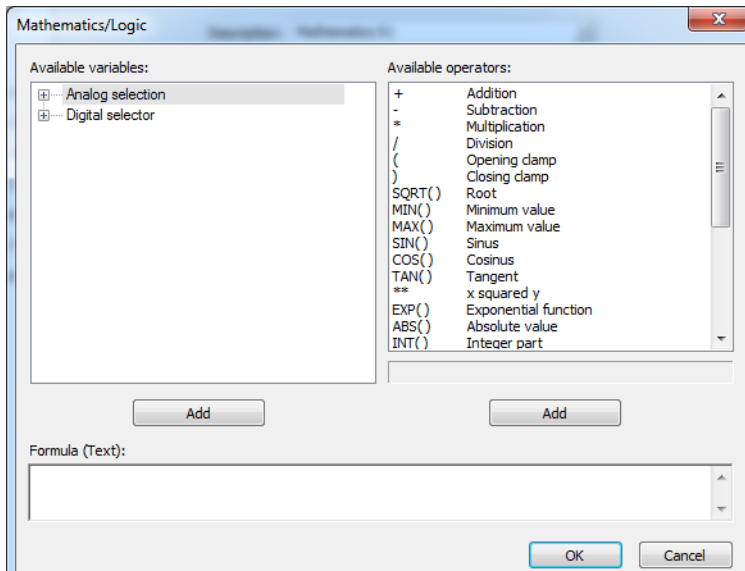 Mathematics/Logic
Description:
Available variables:
Analog selection
Digital selector
Add
Available operators:
+ Addition
- Subtraction
* Multiplication
/ Division
( Opening clamp
) Closing clamp
SQRT() Root
MIN() Minimum value
MAX() Maximum value
SIN() Sinus
COS() Cosinus
TAN() Tangent
** x squared y
EXP() Exponential function
ABS() Absolute value
INT() Integer part
Add
Formula (Text):
OK
Cancel